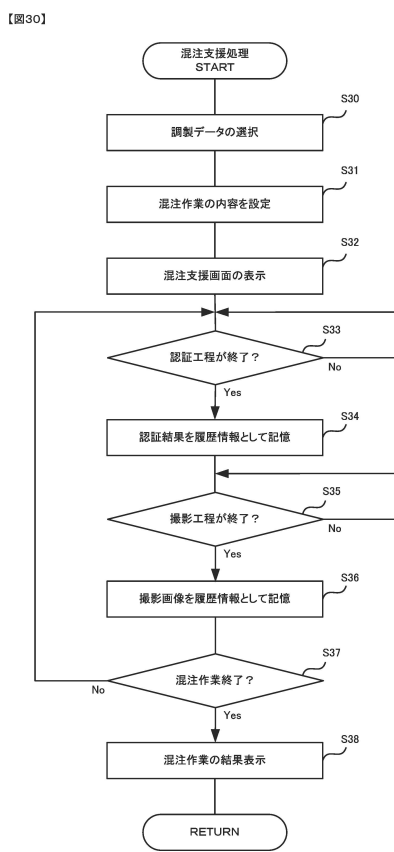 【図30】
混注支援処理
START
S30
調製データの選択
S31
混注作業の内容を設定
S32
混注支援画面の表示
S33
認証工程が終了？
No
Yes
S34
認証結果を履歴情報として記憶
S35
撮影工程が終了？
No
Yes
S36
撮影画像を履歴情報として記憶
S37
混注作業終了？
No
Yes
S38
混注作業の結果表示
RETURN